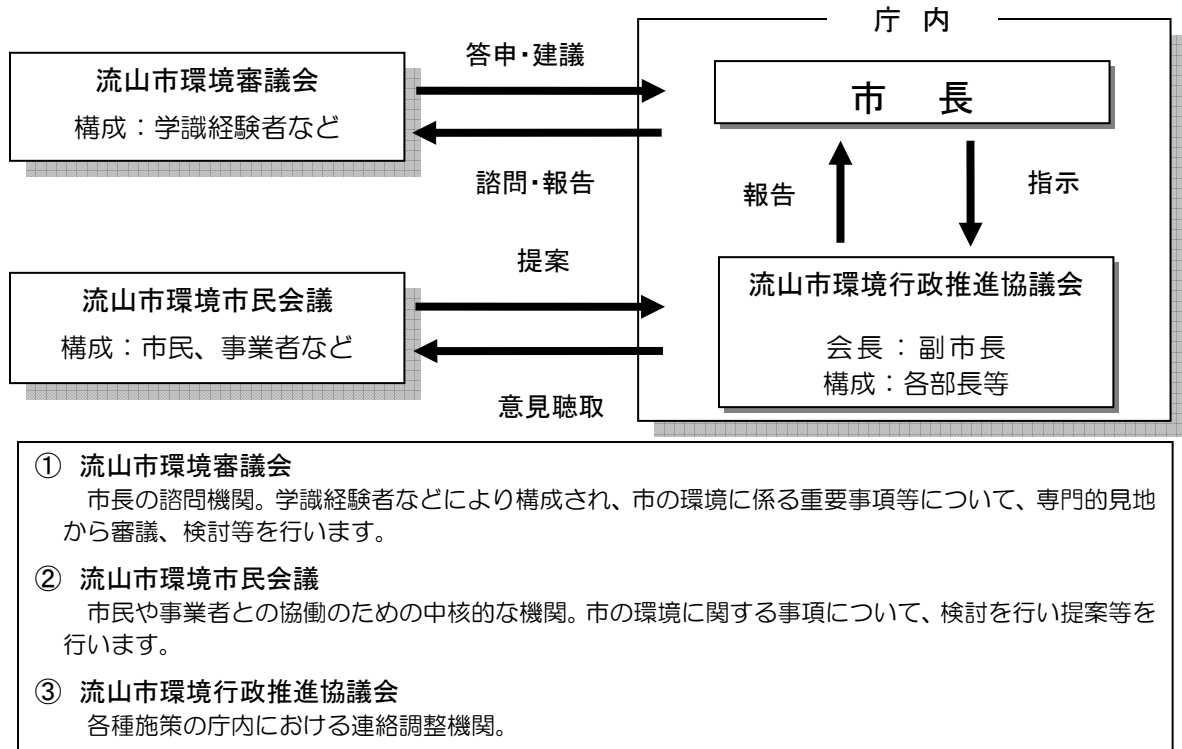 庁 内
答申・建議
流山市環境審議会
構成：学識経験者など
市 長
諮問・報告
報告
指示
提案
流山市環境市民会議
構成：市民、事業者など
流山市環境行政推進協議会
会長：副市長
構成：各部長等
意見聴取
① 流山市環境審議会
市長の諮問機関。学識経験者などにより構成され、市の環境に係る重要事項等について、専門的見地
から審議、検討等を行います。
② 流山市環境市民会議
市民や事業者との協働のための中核的な機関。市の環境に関する事項について、検討を行い提案等を
行います。
③ 流山市環境行政推進協議会
各種施策の庁内における連絡調整機関。